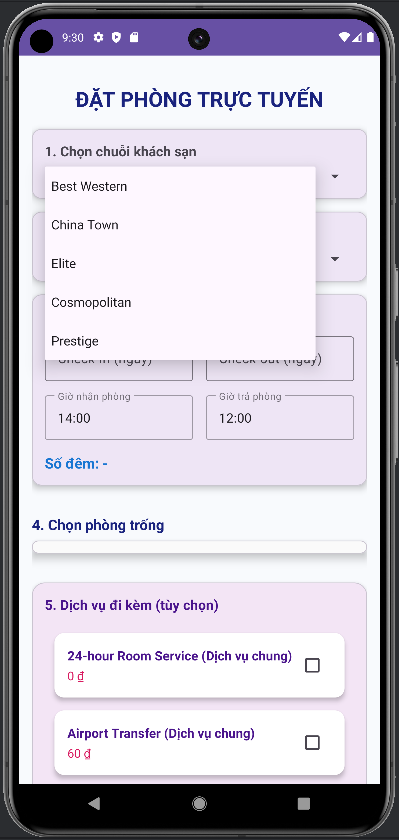 9:30
ĐẶT PHÒNG TRỰC TUYẾN
1. Chọn chuỗi khách sạn
Best Western
China Town
Elite
Cosmopolitan
Prestige
Check-in (ngày) Check-out (ngày)
Giờ nhận phòng Giờ trả phòng
14:00 12:00
Số đêm: -
4. Chọn phòng trống
5. Dịch vụ đi kèm (tùy chọn)
24-hour Room Service (Dịch vụ chung)
0 ₫
Airport Transfer (Dịch vụ chung)
60 ₫